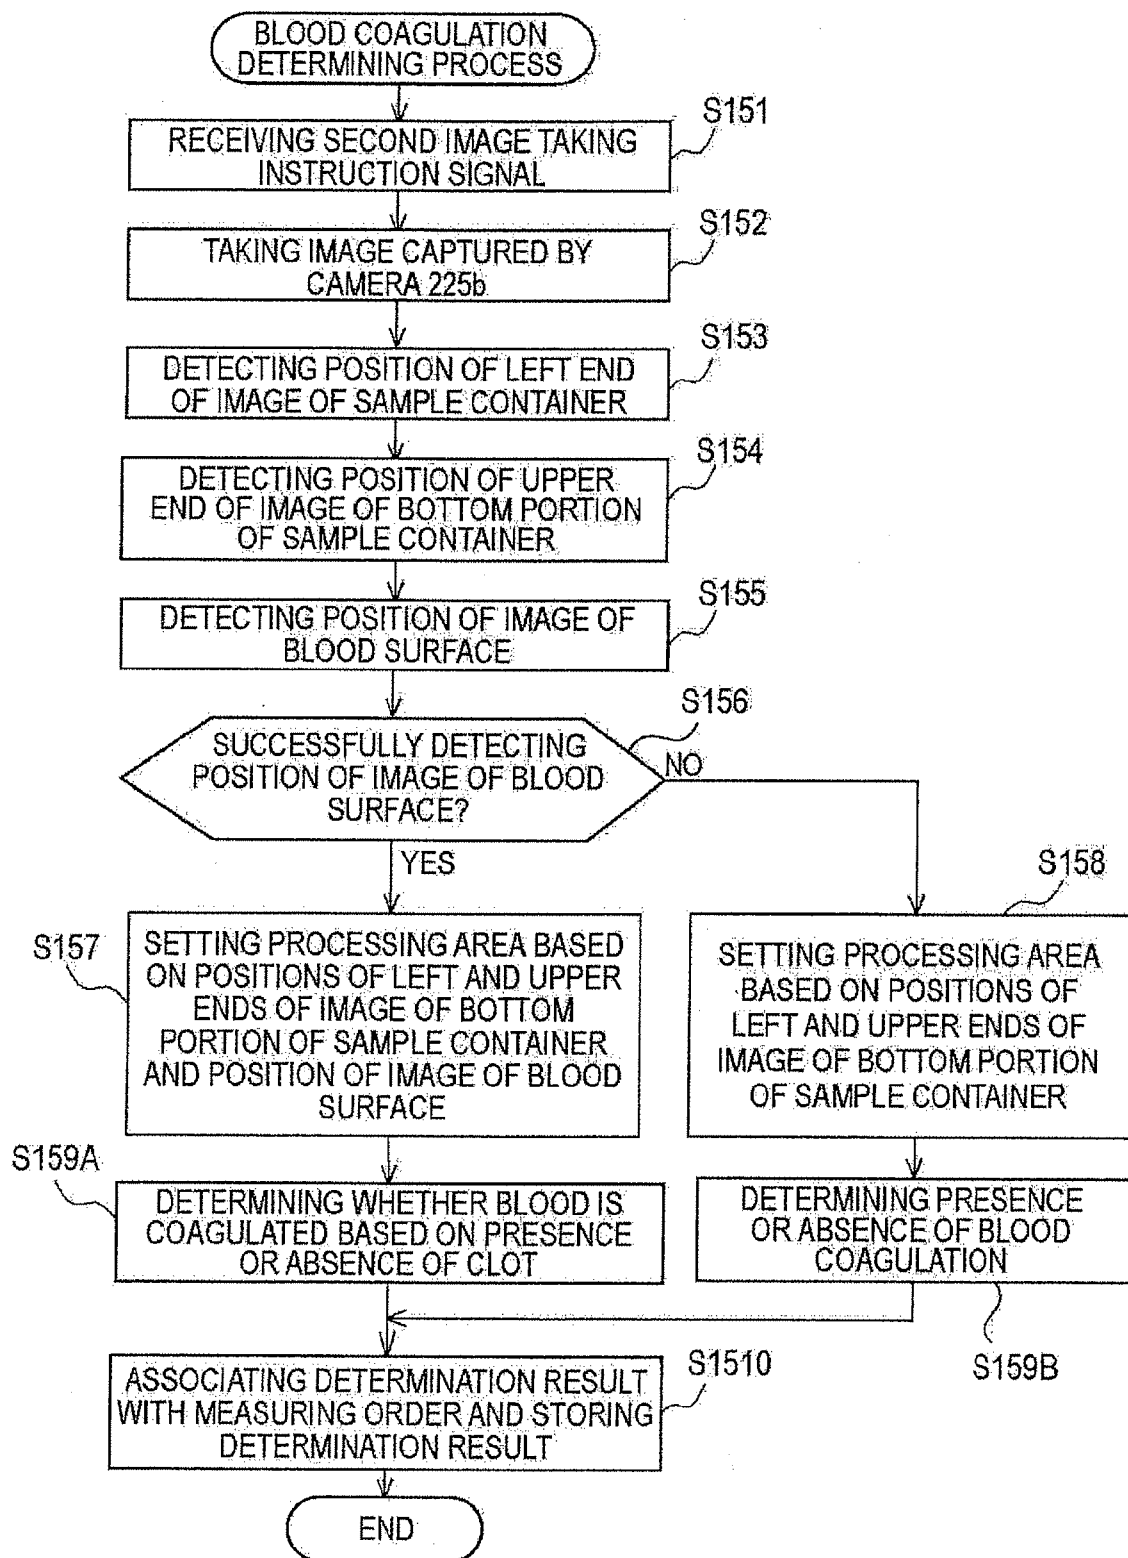 BLOOD COAGULATION
DETERMINING PROCESS
S151
RECEIVING SECOND IMAGE TAKING
INSTRUCTION SIGNAL
S152
TAKING IMAGE CAPTURED BY
CAMERA 225b
S153
DETECTING POSITION OF LEFT END
OF IMAGE OF SAMPLE CONTAINER
S154
DETECTING POSITION OF UPPER
END OF IMAGE OF BOTTOM PORTION
OF SAMPLE CONTAINER
S155
DETECTING POSITION OF IMAGE OF
BLOOD SURFACE
S156
SUCCESSFULLY DETECTING
POSITION OF IMAGE OF BLOOD
SURFACE?
NO
YES
S157
SETTING PROCESSING AREA BASED
ON POSITIONS OF LEFT AND UPPER
ENDS OF IMAGE OF BOTTOM
PORTION OF SAMPLE CONTAINER
AND POSITION OF IMAGE OF BLOOD
SURFACE
S158
SETTING PROCESSING AREA
BASED ON POSITIONS OF
LEFT AND UPPER ENDS OF
IMAGE OF BOTTOM PORTION
OF SAMPLE CONTAINER
S159A
DETERMINING WHETHER BLOOD IS
COAGULATED BASED ON PRESENCE
OR ABSENCE OF CLOT
DETERMINING PRESENCE
OR ABSENCE OF BLOOD
COAGULATION
S159B
S1510
ASSOCIATING DETERMINATION RESULT
WITH MEASURING ORDER AND STORING
DETERMINATION RESULT
END